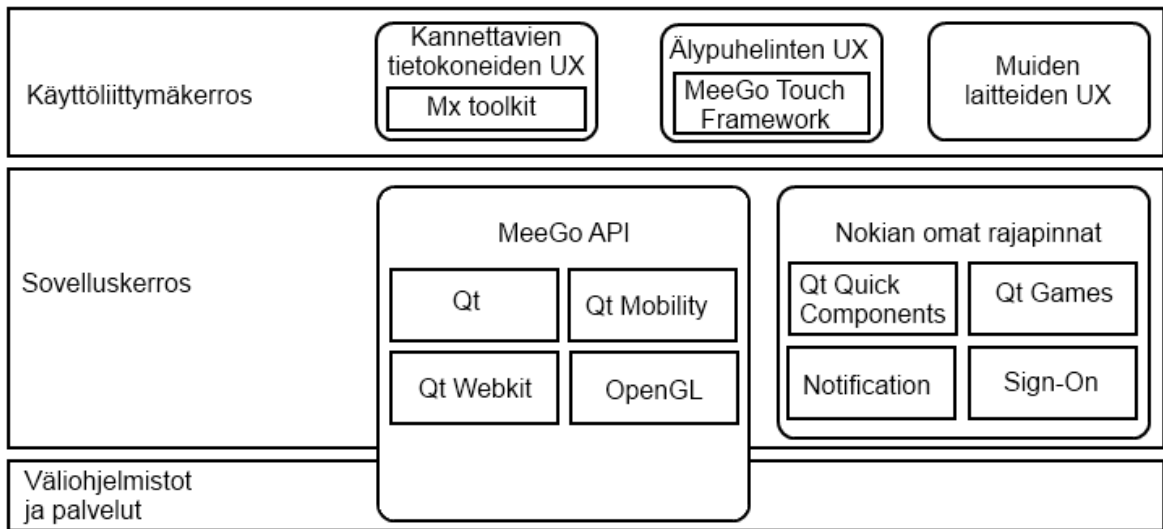 Käyttöliittymäkerros
Kannettavien
tietokoneiden UX
Mx toolkit
Älypuhelinten UX
MeeGo Touch
Framework
Muiden
laitteiden UX
Sovelluskerros
MeeGo API
Qt
Qt Mobility
Qt Webkit
OpenGL
Nokian omat rajapinnat
Qt Quick
Components
Qt Games
Notification
Sign-On
Väliohjelmistot
ja palvelut